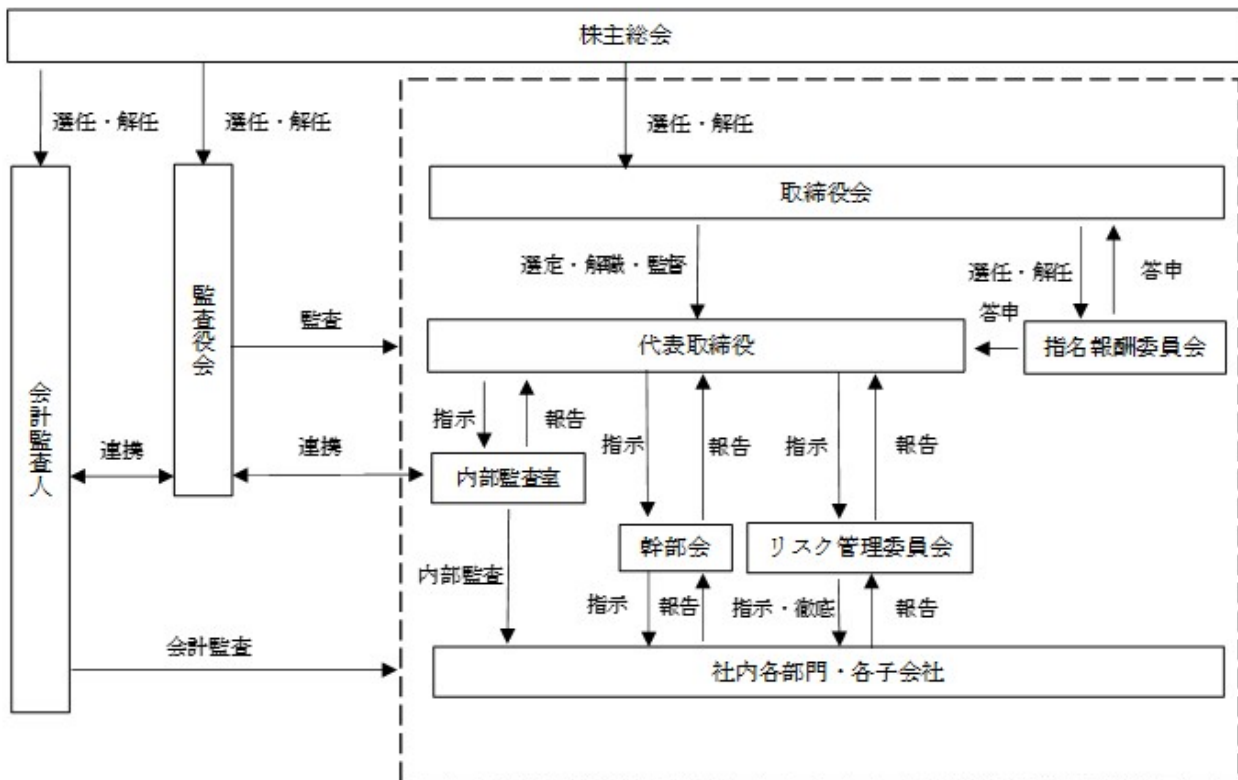 株主総会
選任・解任
選任・解任
選任・解任
取締役会
選定・解職・監督
選任・解任
答申
答申
監査役会
監査
代表取締役
指名報酬委員会
会計監査人
指示
報告
指示
報告
指示
報告
連携
連携
内部監査室
幹部会
リスク管理委員会
内部監査
指示
報告
指示・徹底
報告
会計監査
社内各部門・各子会社